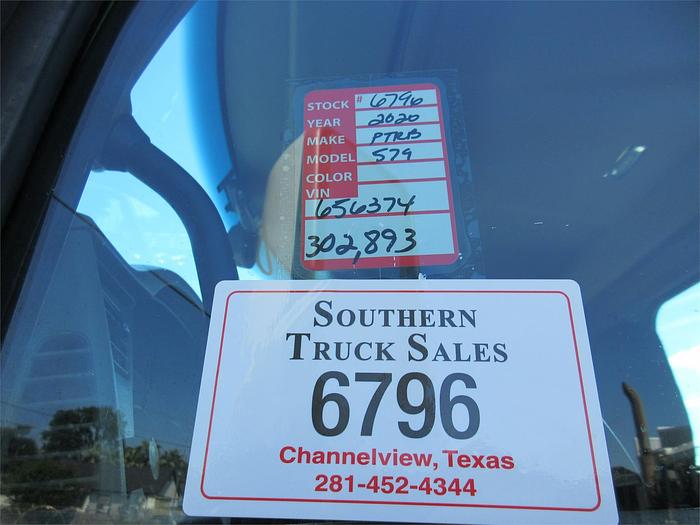 STOCK # 6796
YEAR 2020
MAKE PTRB
MODEL 579
COLOR
VIN
656374
302,893
SOUTHERN
TRUCK SALES
6796
Channelview, Texas
281-452-4344